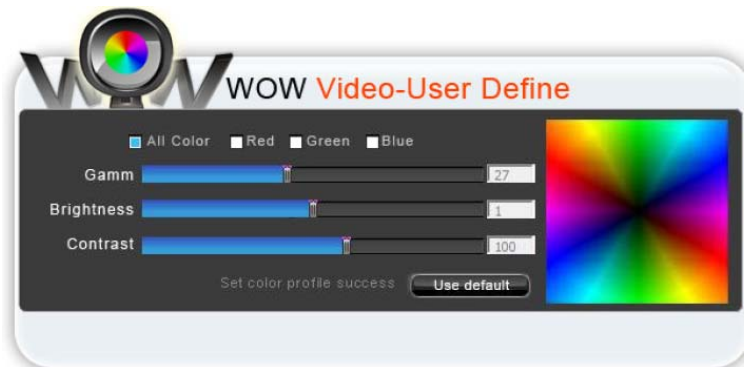 WOW
WOW Video-User Define
All Color Red Green Blue
Gamm 27
Brightness 1
Contrast 100
Set color profile success Use default